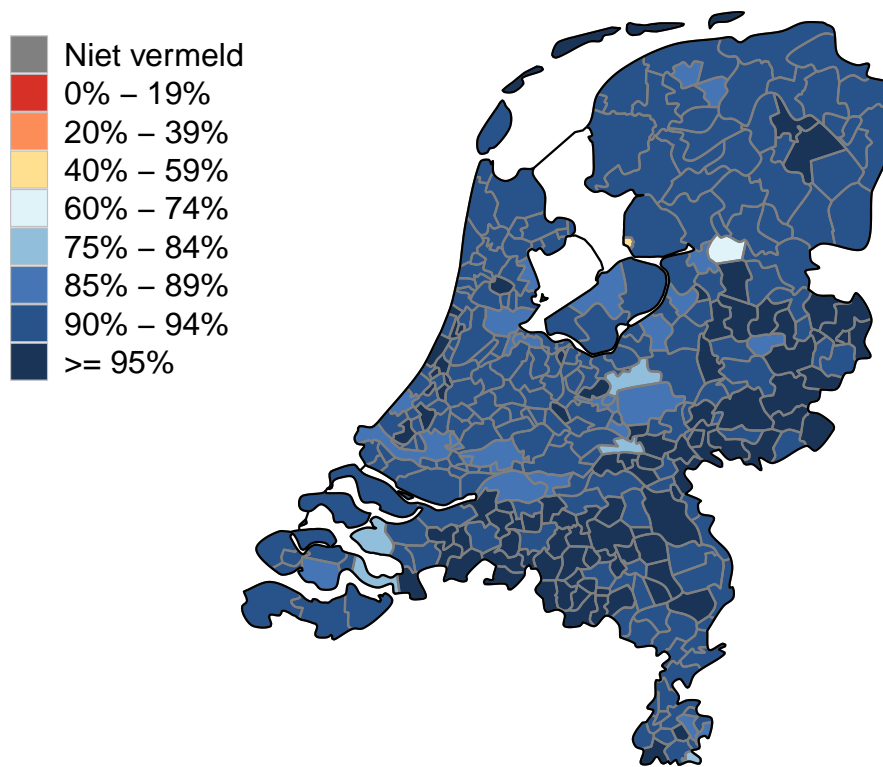 Niet vermeld
0% – 19%
20% – 39%
40% – 59%
60% – 74%
75% – 84%
85% – 89%
90% – 94%
>= 95%